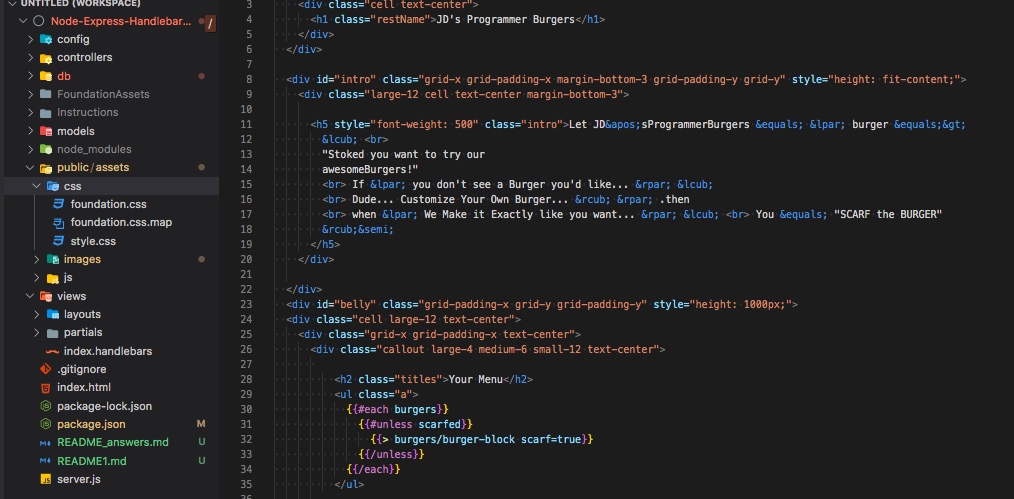 UNTITLED (WORKSPACE)
Node-Express-Handlebar... /
config
controllers
db
FoundationAssets
Instructions
models
node_modules
public/assets
css
foundation.css
foundation.css.map
style.css
images
js
views
layouts
partials
index.handlebars
.gitignore
index.html
package-lock.json
package.json M
README_answers.md U
README1.md U
server.js
3 <div class="cell text-center">
4 <h1 class="restName">JD's Programmer Burgers</h1>
5 </div>
6 </div>
7
8 <div id="intro" class="grid-x grid-padding-x margin-bottom-3 grid-padding-y grid-y" style="height: fit-content;">
9 <div class="large-12 cell text-center margin-bottom-3">
10
11 <h5 style="font-weight: 500" class="intro">Let JD&apos;sProgrammerBurgers &equals; &lpar; burger &equals;&gt;
12 &lcub; <br>
13 "Stoked you want to try our
14 awesomeBurgers!"
15 <br> If &lpar; you don't see a Burger you'd like... &rpar; &lcub;
16 <br> Dude... Customize Your Own Burger... &rcub; &rpar; .then
17 <br> when &lpar; We Make it Exactly like you want... &rpar; &lcub; <br> You &equals; "SCARF the BURGER"
18 &rcub;&semi;
19 </h5>
20 </div>
21
22 </div>
23 <div id="belly" class="grid-padding-x grid-y grid-padding-y" style="height: 1000px;">
24 <div class="cell large-12 text-center">
25 <div class="grid-x grid-padding-x text-center">
26 <div class="callout large-4 medium-6 small-12 text-center">
27
28 <h2 class="titles">Your Menu</h2>
29 <ul class="a">
30 {{#each burgers}}
31 {{#unless scarfed}}
32 {{> burgers/burger-block scarf=true}}
33 {{/unless}}
34 {{/each}}
35 </ul>
36